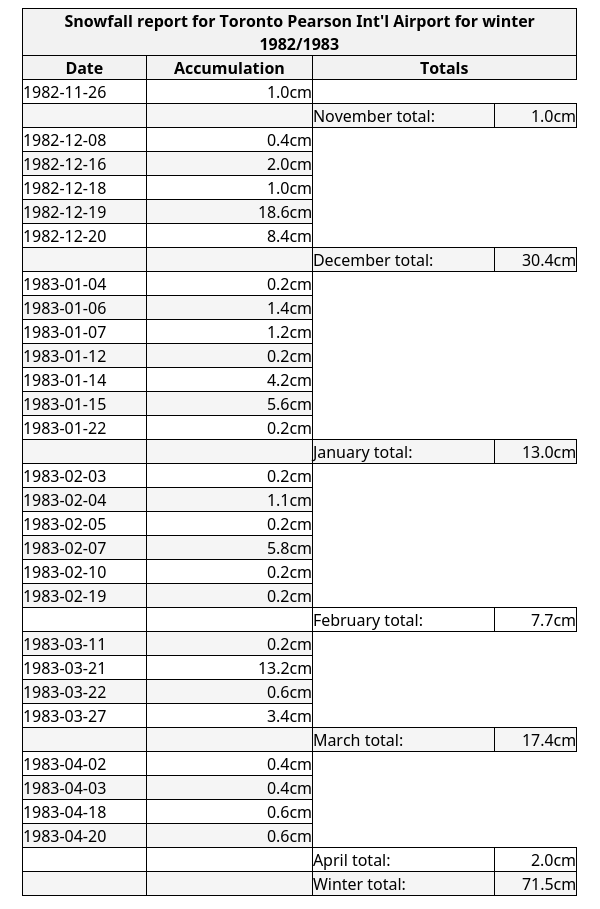 Snowfall report for Toronto Pearson Int'l Airport for winter
1982/1983
Date Accumulation Totals
1982-11-26 1.0cm
November total: 1.0cm
1982-12-08 0.4cm
1982-12-16 2.0cm
1982-12-18 1.0cm
1982-12-19 18.6cm
1982-12-20 8.4cm
December total: 30.4cm
1983-01-04 0.2cm
1983-01-06 1.4cm
1983-01-07 1.2cm
1983-01-12 0.2cm
1983-01-14 4.2cm
1983-01-15 5.6cm
1983-01-22 0.2cm
January total: 13.0cm
1983-02-03 0.2cm
1983-02-04 1.1cm
1983-02-05 0.2cm
1983-02-07 5.8cm
1983-02-10 0.2cm
1983-02-19 0.2cm
February total: 7.7cm
1983-03-11 0.2cm
1983-03-21 13.2cm
1983-03-22 0.6cm
1983-03-27 3.4cm
March total: 17.4cm
1983-04-02 0.4cm
1983-04-03 0.4cm
1983-04-18 0.6cm
1983-04-20 0.6cm
April total: 2.0cm
Winter total: 71.5cm